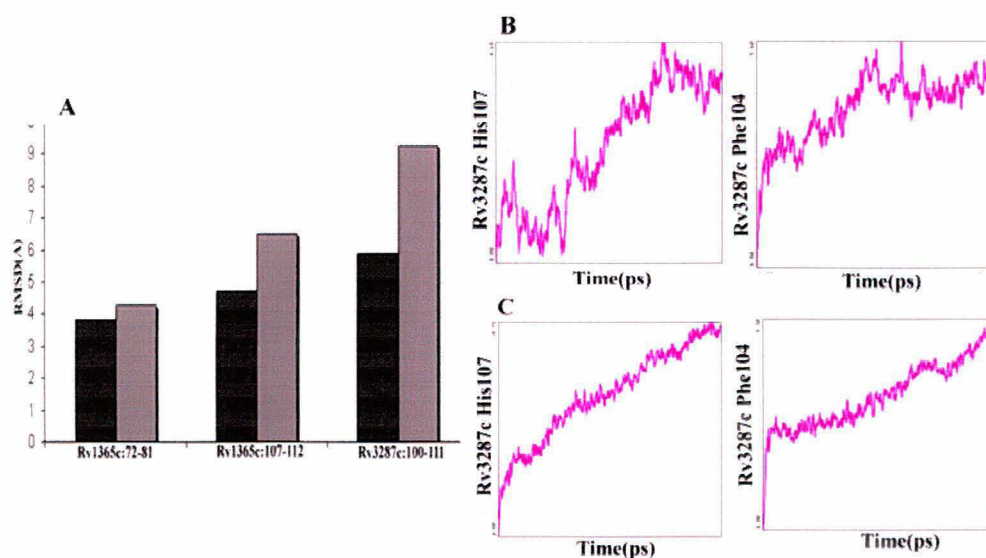 A
RMSD(A)
9
8
7
6
5
4
3
2
1
0
Rv1365c:72-81
Rv1365c:107-112
Rv3287c:100-111
B
Rv3287c His107
Time(ps)
Rv3287c Phe104
Time(ps)
C
Rv3287c His107
Time(ps)
Rv3287c Phe104
Time(ps)